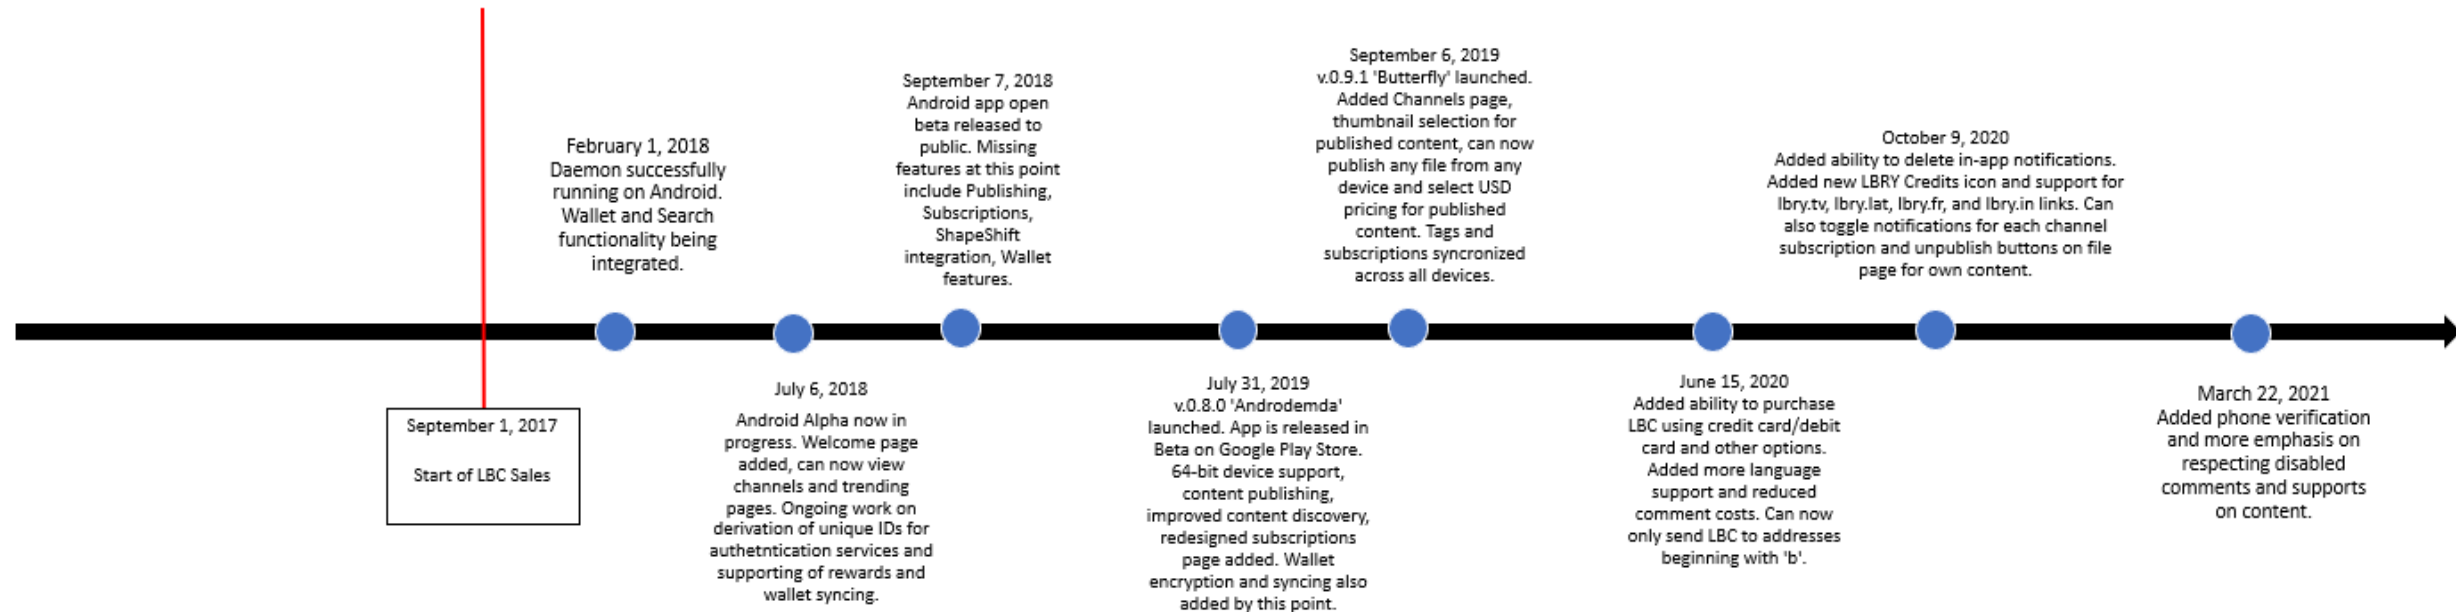 September 1, 2017
Start of LBC Sales
February 1, 2018
Daemon successfully
running on Android.
Wallet and Search
functionality being
integrated.
July 6, 2018
Android Alpha now in
progress. Welcome page
added, can now view
channels and trending
pages. Ongoing work on
derivation of unique IDs for
authetntication services and
supporting of rewards and
wallet syncing.
September 7, 2018
Android app open
beta released to
public. Missing
features at this point
include Publishing,
Subscriptions,
ShapeShift
integration, Wallet
features.
July 31, 2019
v.0.8.0 'Androdemda'
launched. App is released in
Beta on Google Play Store.
64-bit device support,
content publishing,
improved content discovery,
redesigned subscriptions
page added. Wallet
encryption and syncing also
added by this point.
September 6, 2019
v.0.9.1 'Butterfly' launched.
Added Channels page,
thumbnail selection for
published content, can now
publish any file from any
device and select USD
pricing for published
content. Tags and
subscriptions syncronized
across all devices.
June 15, 2020
Added ability to purchase
LBC using credit card/debit
card and other options.
Added more language
support and reduced
comment costs. Can now
only send LBC to addresses
beginning with 'b'.
October 9, 2020
Added ability to delete in-app notifications.
Added new LBRY Credits icon and support for
lbry.tv, lbry.lat, lbry.fr, and lbry.in links. Can
also toggle notifications for each channel
subscription and unpublish buttons on file
page for own content.
March 22, 2021
Added phone verification
and more emphasis on
respecting disabled
comments and supports
on content.